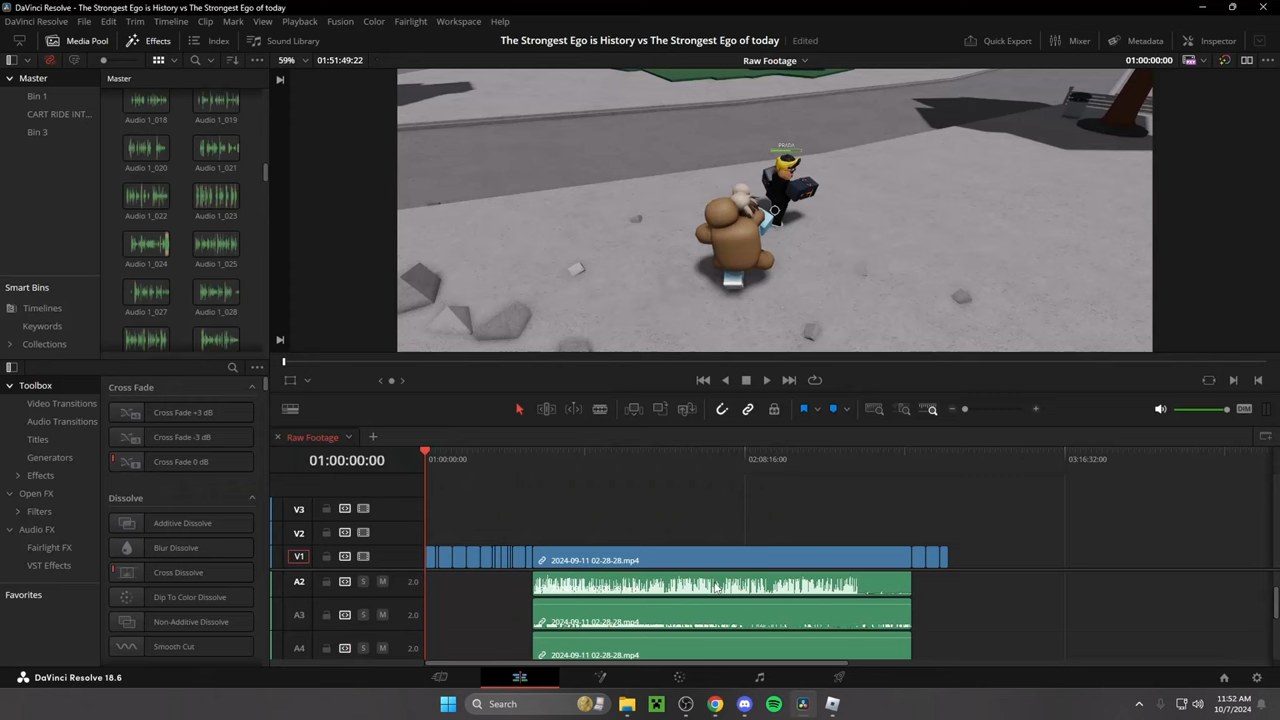 DaVinci Resolve - The Strongest Ego is History vs The Strongest Ego of today
DaVinci Resolve File Edit Trim Timeline Clip Mark View Playback Fusion Color Fairlight Workspace Help
Media Pool Effects Index Sound Library
The Strongest Ego is History vs The Strongest Ego of today Edited
Quick Export Mixer Metadata Inspector
59% 01:51:49:22 Raw Footage 01:00:00:00
Master
Bin 1
CART RIDE INT...
Bin 3
Smart Bins
Timelines
Keywords
Collections
Master
Audio 1_018 Audio 1_019
Audio 1_020 Audio 1_021
Audio 1_022 Audio 1_023
Audio 1_024 Audio 1_025
Audio 1_027 Audio 1_028
PRADA
Toolbox
Video Transitions
Audio Transitions
Titles
Generators
Effects
Open FX
Filters
Audio FX
Fairlight FX
VST Effects
Favorites
Cross Fade
Cross Fade +3 dB
Cross Fade -3 dB
Cross Fade 0 dB
Dissolve
Additive Dissolve
Blur Dissolve
Cross Dissolve
Dip To Color Dissolve
Non-Additive Dissolve
Smooth Cut
DIM
Raw Footage
01:00:00:00
01:00:00:00 02:08:16:00 03:16:32:00
V3
V2
V1 2024-09-11 02-28-28.mp4
A2 S M 2.0
A3 S M 2.0 2024-09-11 02-28-28.mp4
A4 S M 2.0 2024-09-11 02-28-28.mp4
DaVinci Resolve 18.6
Search
11:52 AM
10/7/2024